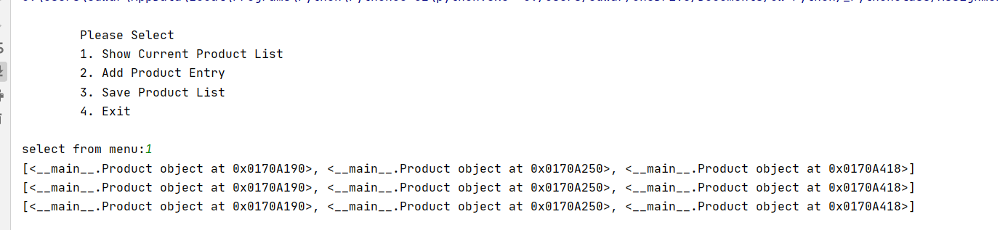 Please Select
1. Show Current Product List
2. Add Product Entry
3. Save Product List
4. Exit
select from menu:1
[<__main__.Product object at 0x0170A190>, <__main__.Product object at 0x0170A250>, <__main__.Product object at 0x0170A418>]
[<__main__.Product object at 0x0170A190>, <__main__.Product object at 0x0170A250>, <__main__.Product object at 0x0170A418>]
[<__main__.Product object at 0x0170A190>, <__main__.Product object at 0x0170A250>, <__main__.Product object at 0x0170A418>]